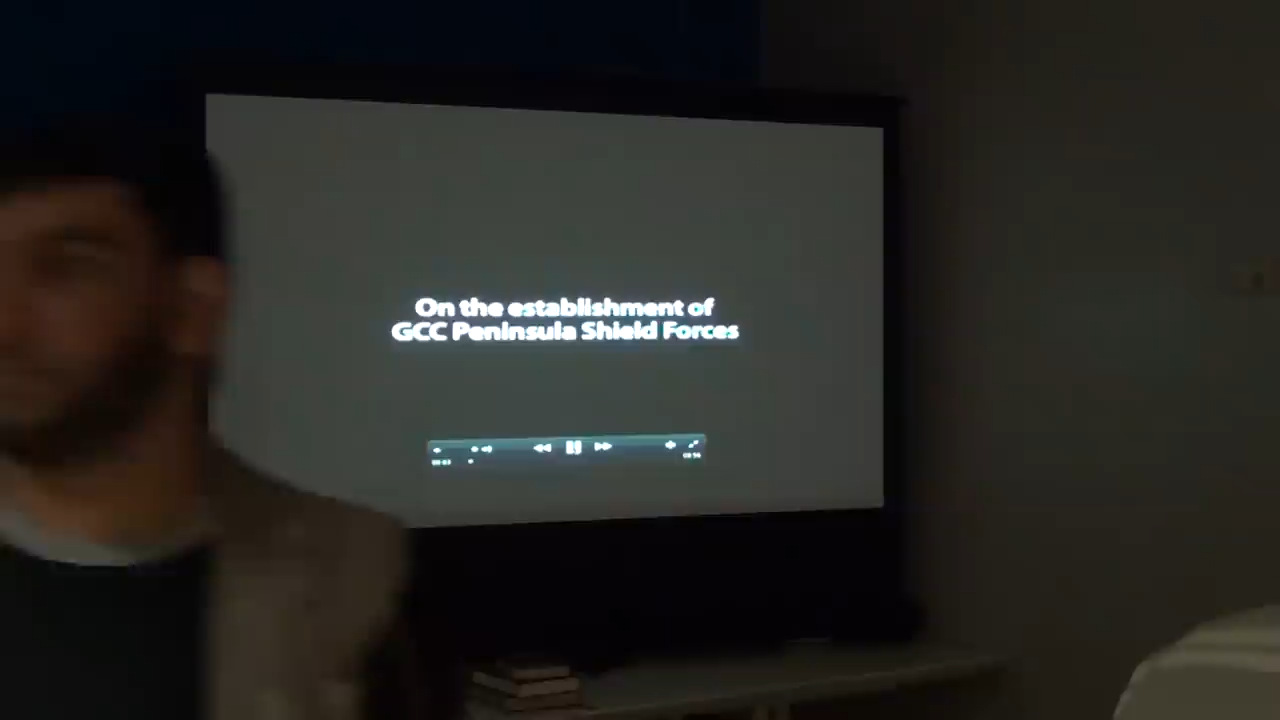 On the establishment of
GCC Peninsula Shield Forces